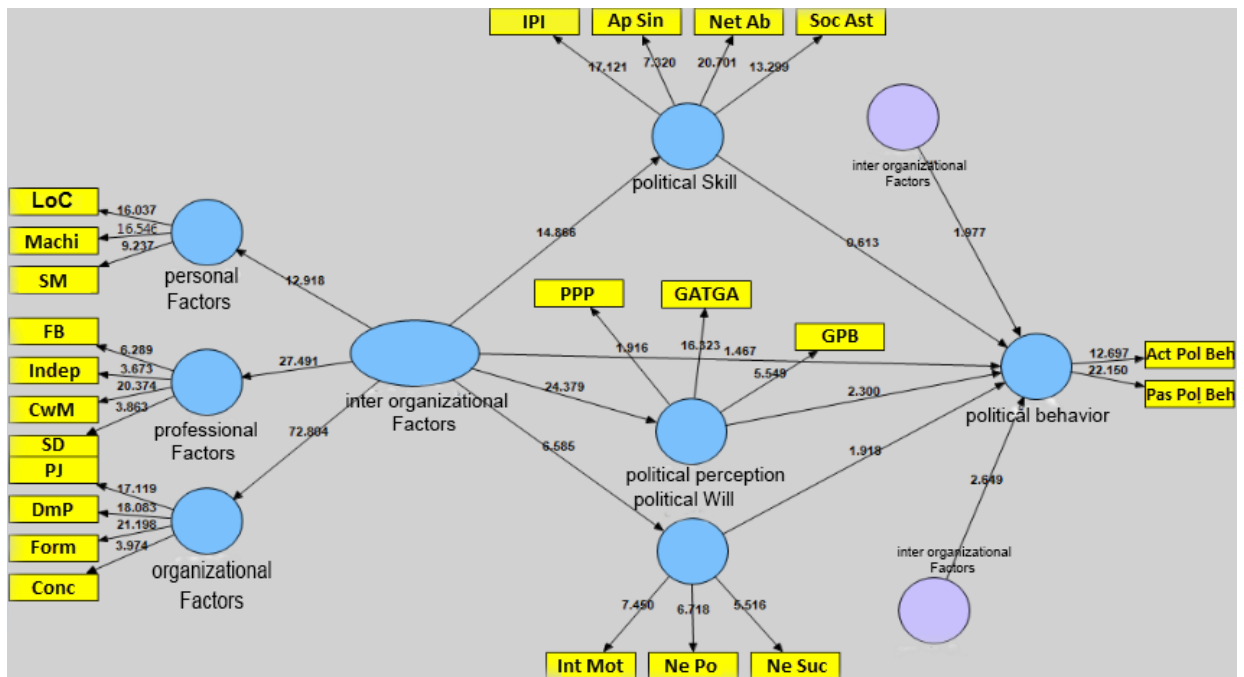 IPI
Ap Sin
Net Ab
Soc Ast
17.121
7.320
20.701
13.299
political Skill
inter organizational
Factors
LoC
Machi
SM
16.037
16.546
9.237
personal
Factors
12.918
14.866
0.613
1.977
PPP
GATGA
GPB
1.916
16.323
5.549
FB
Indep
CwM
SD
6.289
3.673
20.374
3.863
professional
Factors
27.491
inter organizational
Factors
1.467
24.379
2.300
political behavior
12.697
22.150
Act Pol Beh
Pas Pol Beh
PJ
DmP
Form
Conc
17.119
18.083
21.198
3.974
organizational
Factors
72.804
6.585
political perception
political Will
1.918
2.649
inter organizational
Factors
7.450
6.718
5.516
Int Mot
Ne Po
Ne Suc